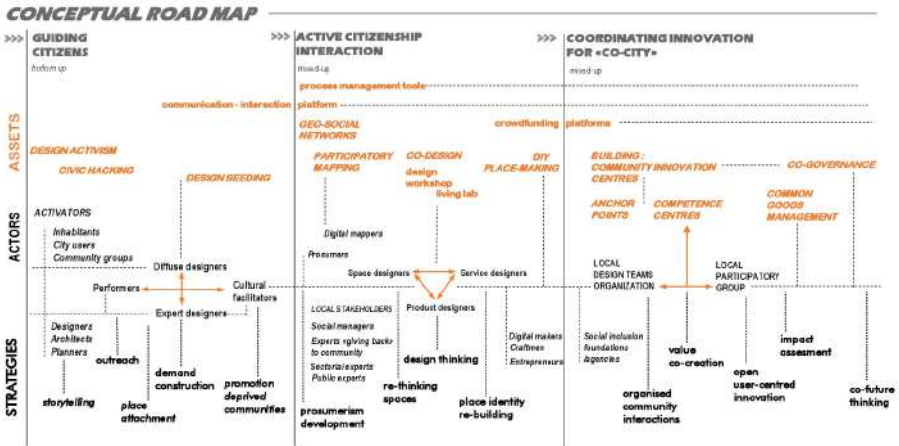 CONCEPTUAL ROAD MAP
>>> GUIDING
CITIZENS
bottom up
>>> ACTIVE CITIZENSHIP
INTERACTION
mixed-up
>>> COORDINATING INNOVATION
FOR «CO-CITY»
mixed-up
ASSETS
process management tools
communication - interaction platform
GEO-SOCIAL
NETWORKS
crowdfunding platforms
DESIGN ACTIVISM
CIVIC HACKING
DESIGN SEEDING
PARTICIPATORY
MAPPING
CO-DESIGN
design
workshop
living lab
DIY
PLACE-MAKING
BUILDING :
COMMUNITY INNOVATION
CENTRES
CO-GOVERNANCE
ANCHOR
POINTS
COMPETENCE
CENTRES
COMMON
GOODS
MANAGEMENT
ACTORS
ACTIVATORS
Inhabitants
City users
Community groups
Diffuse designers
Performers
Cultural
facilitators
Expert designers
Designers
Architects
Planners
Digital mappers
Prosumers
Space designers
Service designers
Product designers
LOCAL STAKEHOLDERS
Social managers
Experts «giving back»
to community
Sectorial experts
Public experts
Digital makers
Craftmen
Entrepreneurs
LOCAL
DESIGN TEAMS
ORGANIZATION
LOCAL
PARTICIPATORY
GROUP
Social inclusion
foundations
/agencies
STRATEGIES
storytelling
outreach
place
attachment
demand
construction
promotion
deprived
communities
prosumerism
development
re-thinking
spaces
design thinking
place identity
re-building
organised
community
interactions
value
co-creation
open
user-centred
innovation
impact
assesment
co-future
thinking